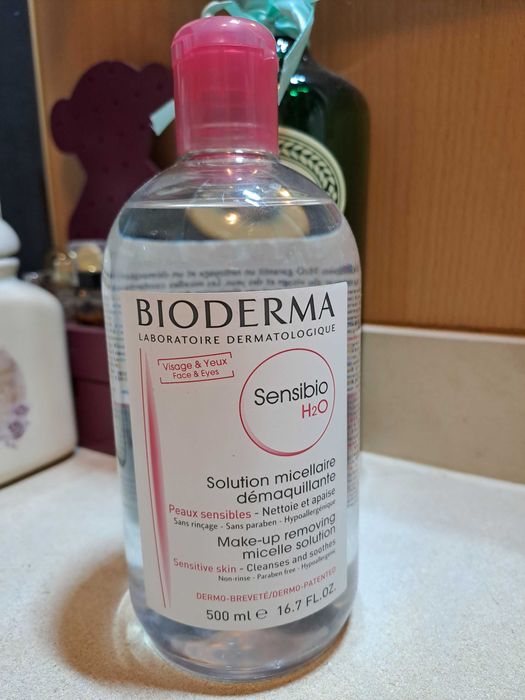 BIODERMA
LABORATOIRE DERMATOLOGIQUE
Visage & Yeux
Face & Eyes
Sensibio
H2O
Solution micellaire
démaquillante
Peaux sensibles - Nettoie et apaise
Sans rinçage - Sans paraben - Hypoallergénique
Make-up removing
micelle solution
Sensitive skin - Cleanses and soothes
Non-rinse - Paraben free - Hypoallergenic
DERMO-BREVETÉ/DERMO-PATENTED
500 ml e 16.7 FL.OZ.